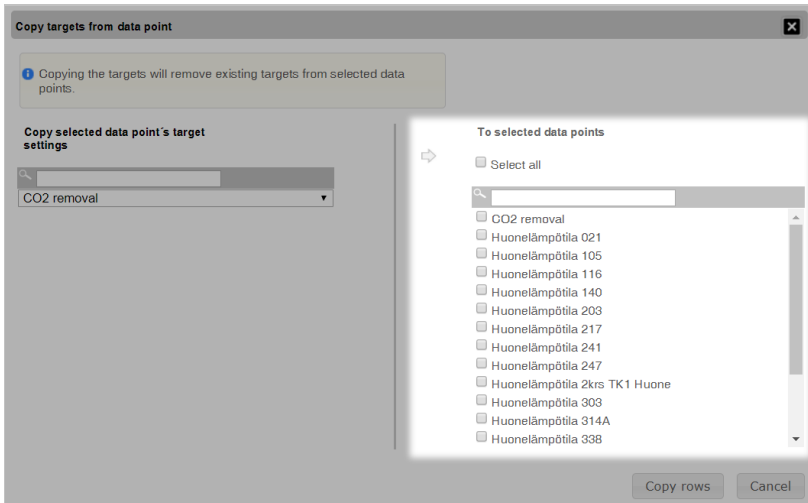 Copy targets from data point
Copying the targets will remove existing targets from selected data
points.
Copy selected data point´s target
settings
CO2 removal
To selected data points
Select all
CO2 removal
Huonelämpötila 021
Huonelämpötila 105
Huonelämpötila 116
Huonelämpötila 140
Huonelämpötila 203
Huonelämpötila 217
Huonelämpötila 241
Huonelämpötila 247
Huonelämpötila 2krs TK1 Huone
Huonelämpötila 303
Huonelämpötila 314A
Huonelämpötila 338
Copy rows
Cancel